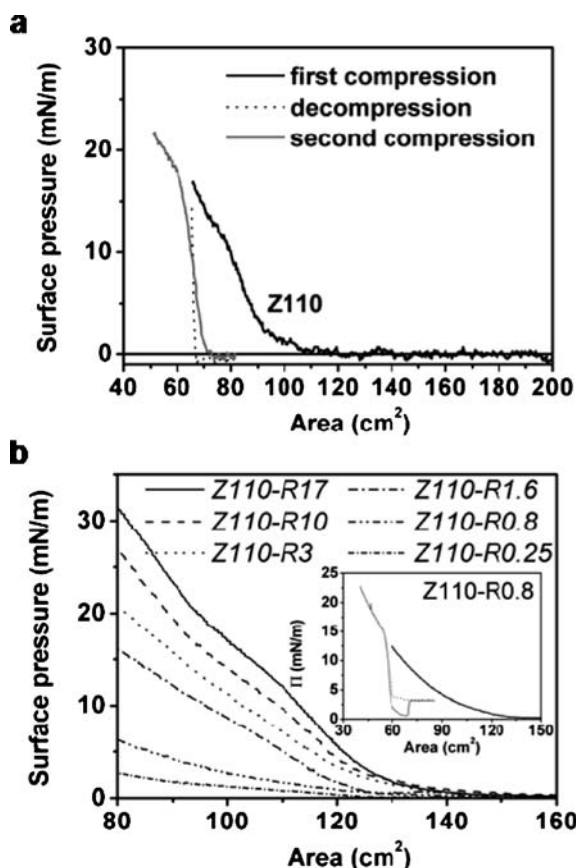 a
30
20
10
0
Surface pressure (mN/m)
first compression
decompression
second compression
Z110
40 60 80 100 120 140 160 180 200
Area (cm²)
b
30
20
10
0
Surface pressure (mN/m)
Z110-R17 Z110-R1.6
Z110-R10 Z110-R0.8
Z110-R3 Z110-R0.25
Z110-R0.8
25
20
15
10
5
0
Π (mN/m)
30 60 90 120 150
Area (cm²)
80 100 120 140 160
Area (cm²)